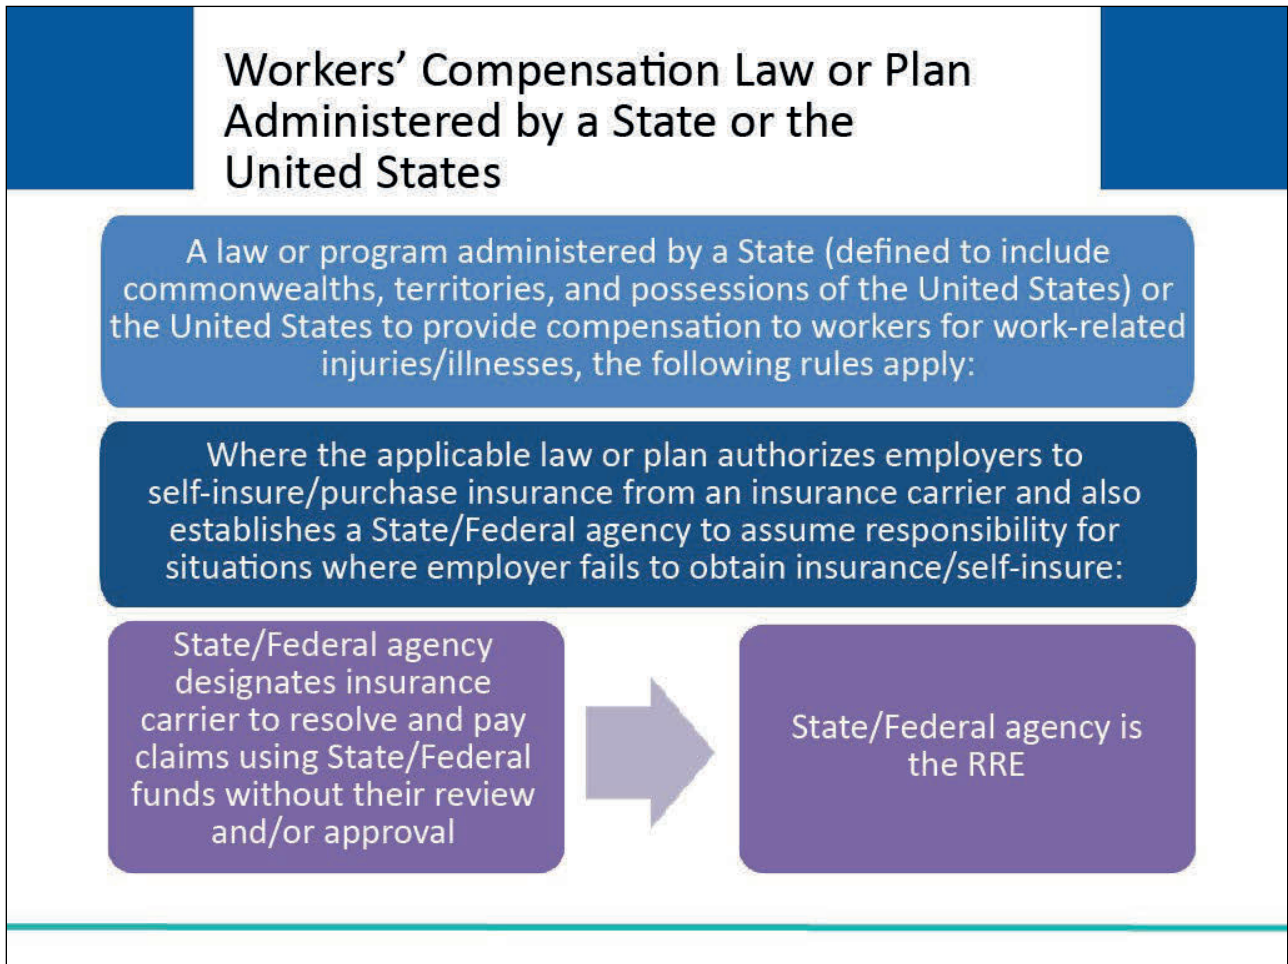 Workers’ Compensation Law or Plan
Administered by a State or the
United States
A law or program administered by a State (defined to include
commonwealths, territories, and possessions of the United States) or
the United States to provide compensation to workers for work-related
injuries/illnesses, the following rules apply:
Where the applicable law or plan authorizes employers to
self-insure/purchase insurance from an insurance carrier and also
establishes a State/Federal agency to assume responsibility for
situations where employer fails to obtain insurance/self-insure:
State/Federal agency
designates insurance
carrier to resolve and pay
claims using State/Federal
funds without their review
and/or approval
State/Federal agency is
the RRE